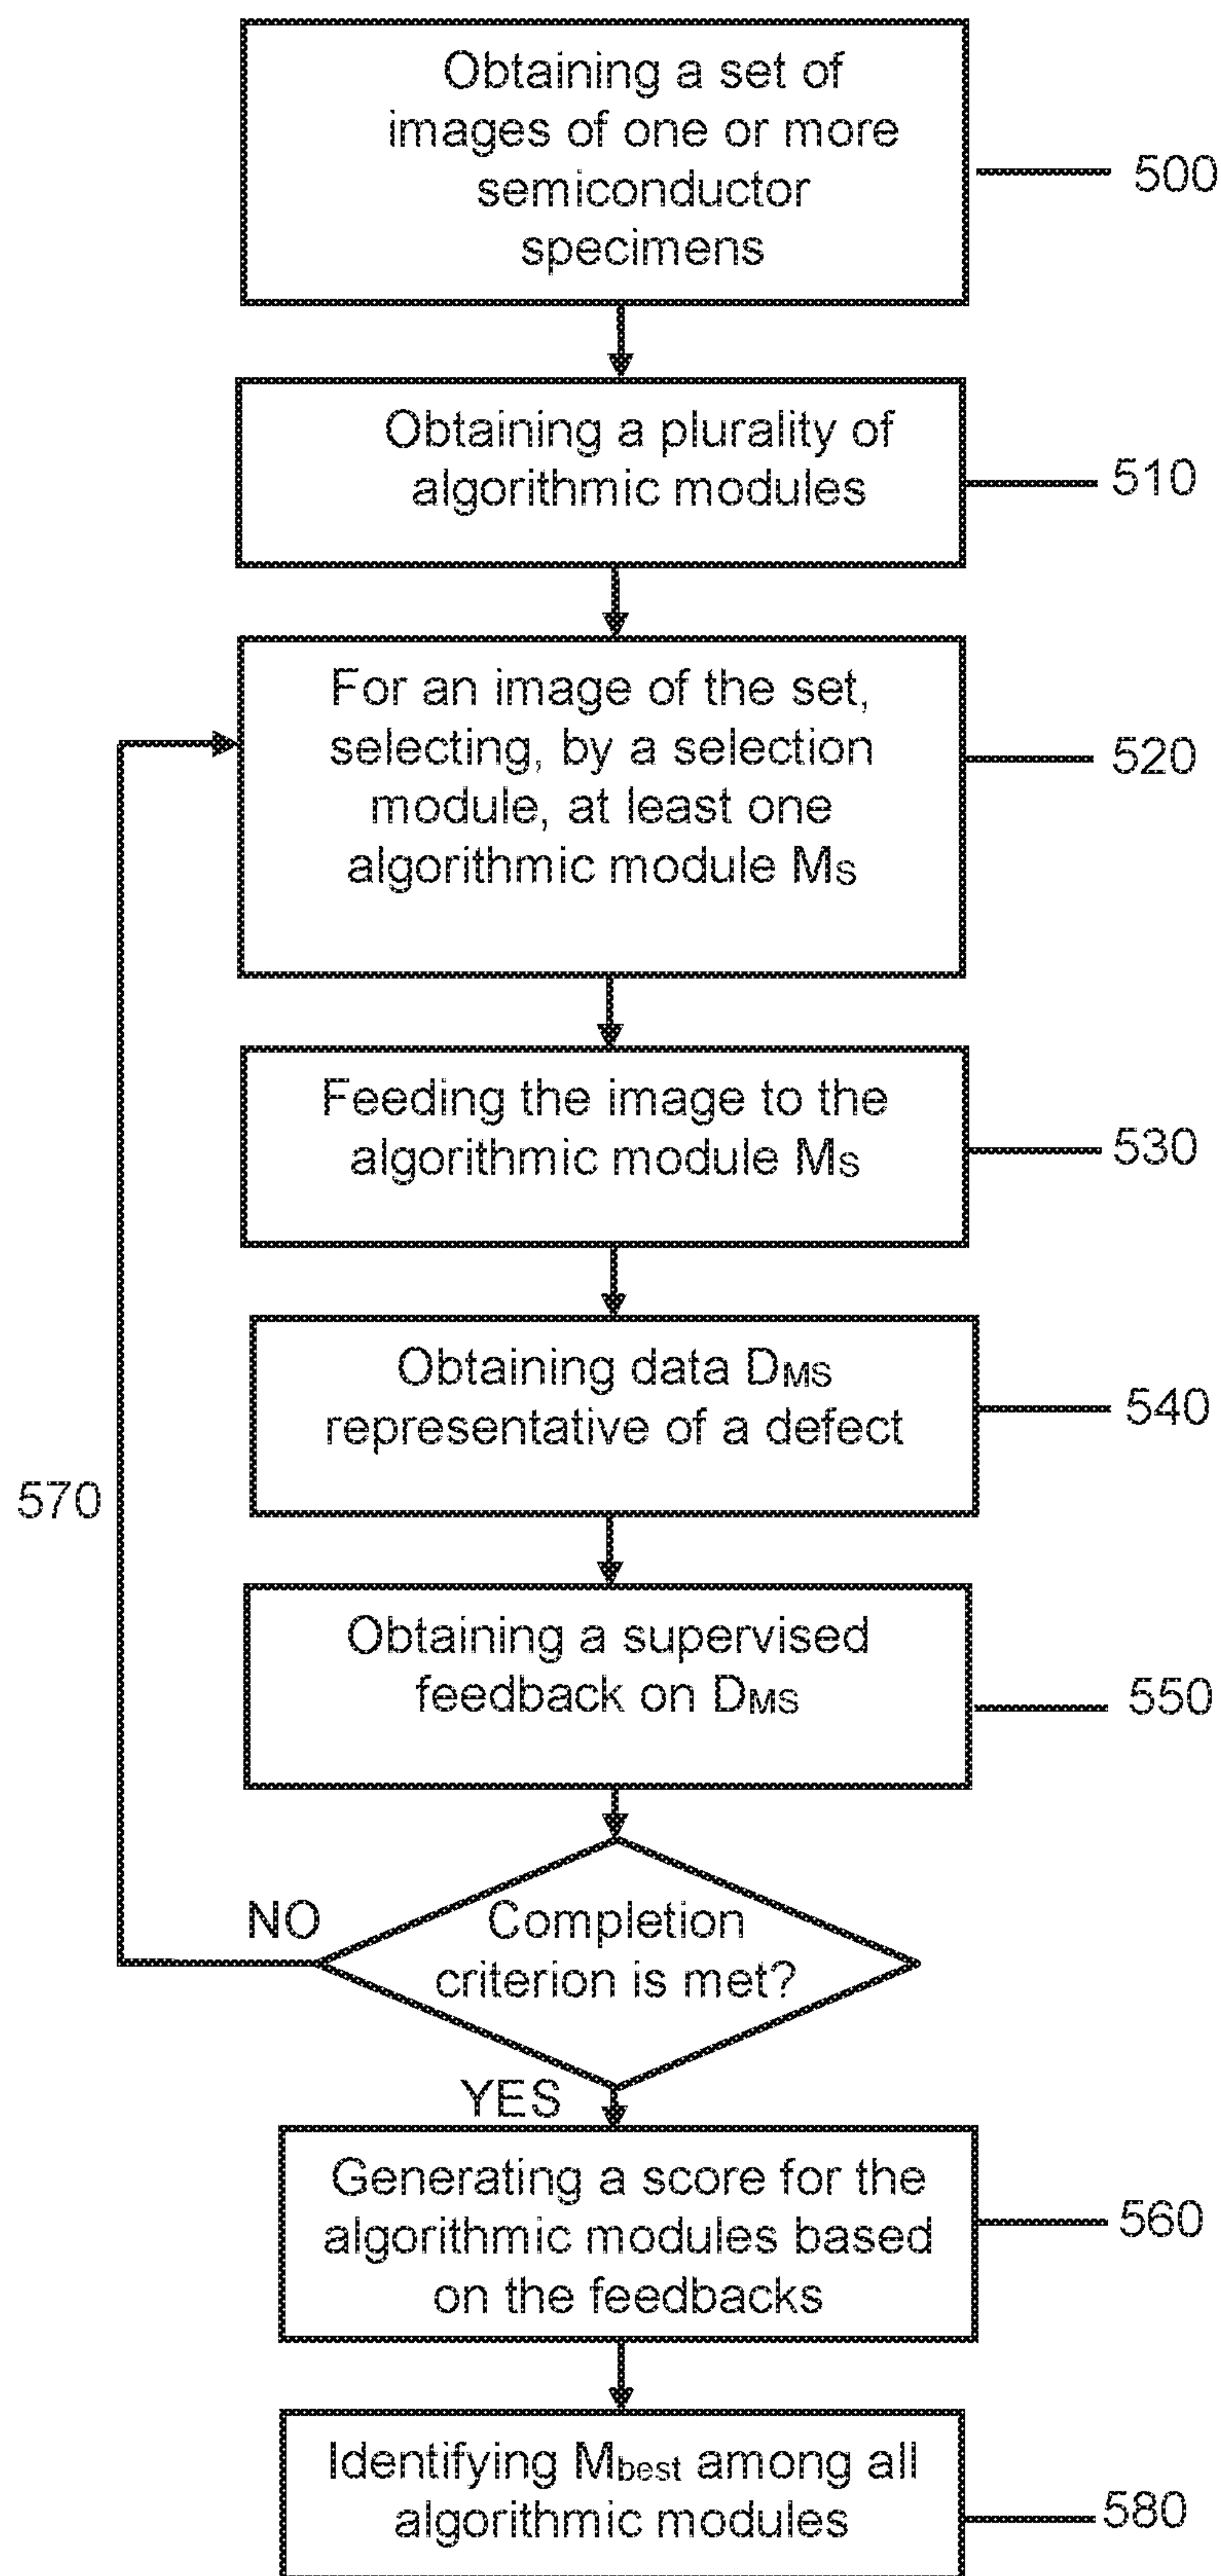 Obtaining a set of
images of one or more
semiconductor
specimens
500
Obtaining a plurality of
algorithmic modules
510
For an image of the set,
selecting, by a selection
module, at least one
algorithmic module MS
520
Feeding the image to the
algorithmic module MS
530
Obtaining data DMS
representative of a defect
540
570
Obtaining a supervised
feedback on DMS
550
NO
Completion
criterion is met?
YES
Generating a score for the
algorithmic modules based
on the feedbacks
560
Identifying Mbest among all
algorithmic modules
580